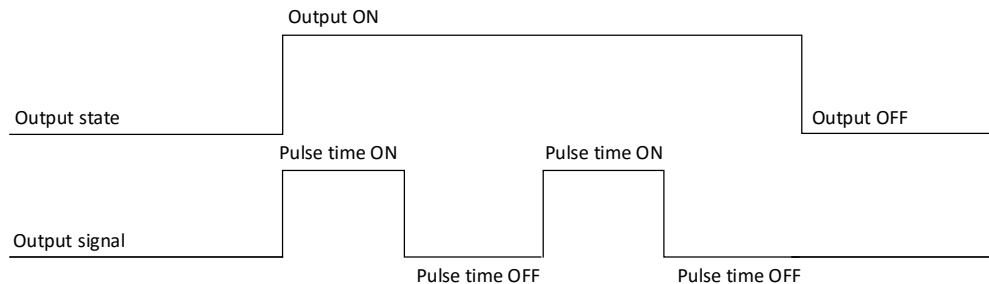 Output ON
Output state
Output OFF
Pulse time ON
Pulse time ON
Output signal
Pulse time OFF
Pulse time OFF